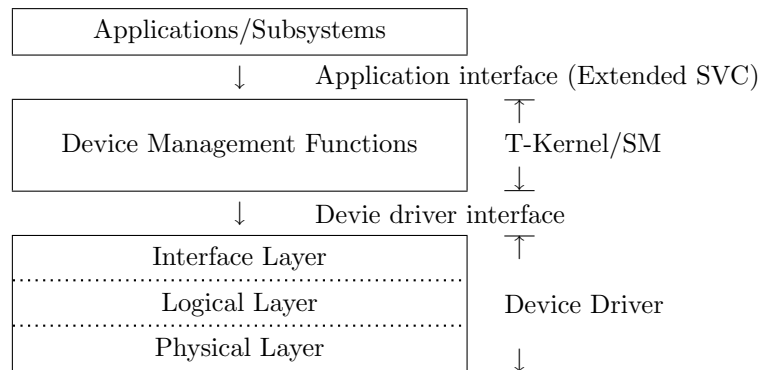 Applications/Subsystems
↓ Application interface (Extended SVC)
Device Management Functions
T-Kernel/SM
↓ Devie driver interface
Interface Layer
Logical Layer
Device Driver
Physical Layer